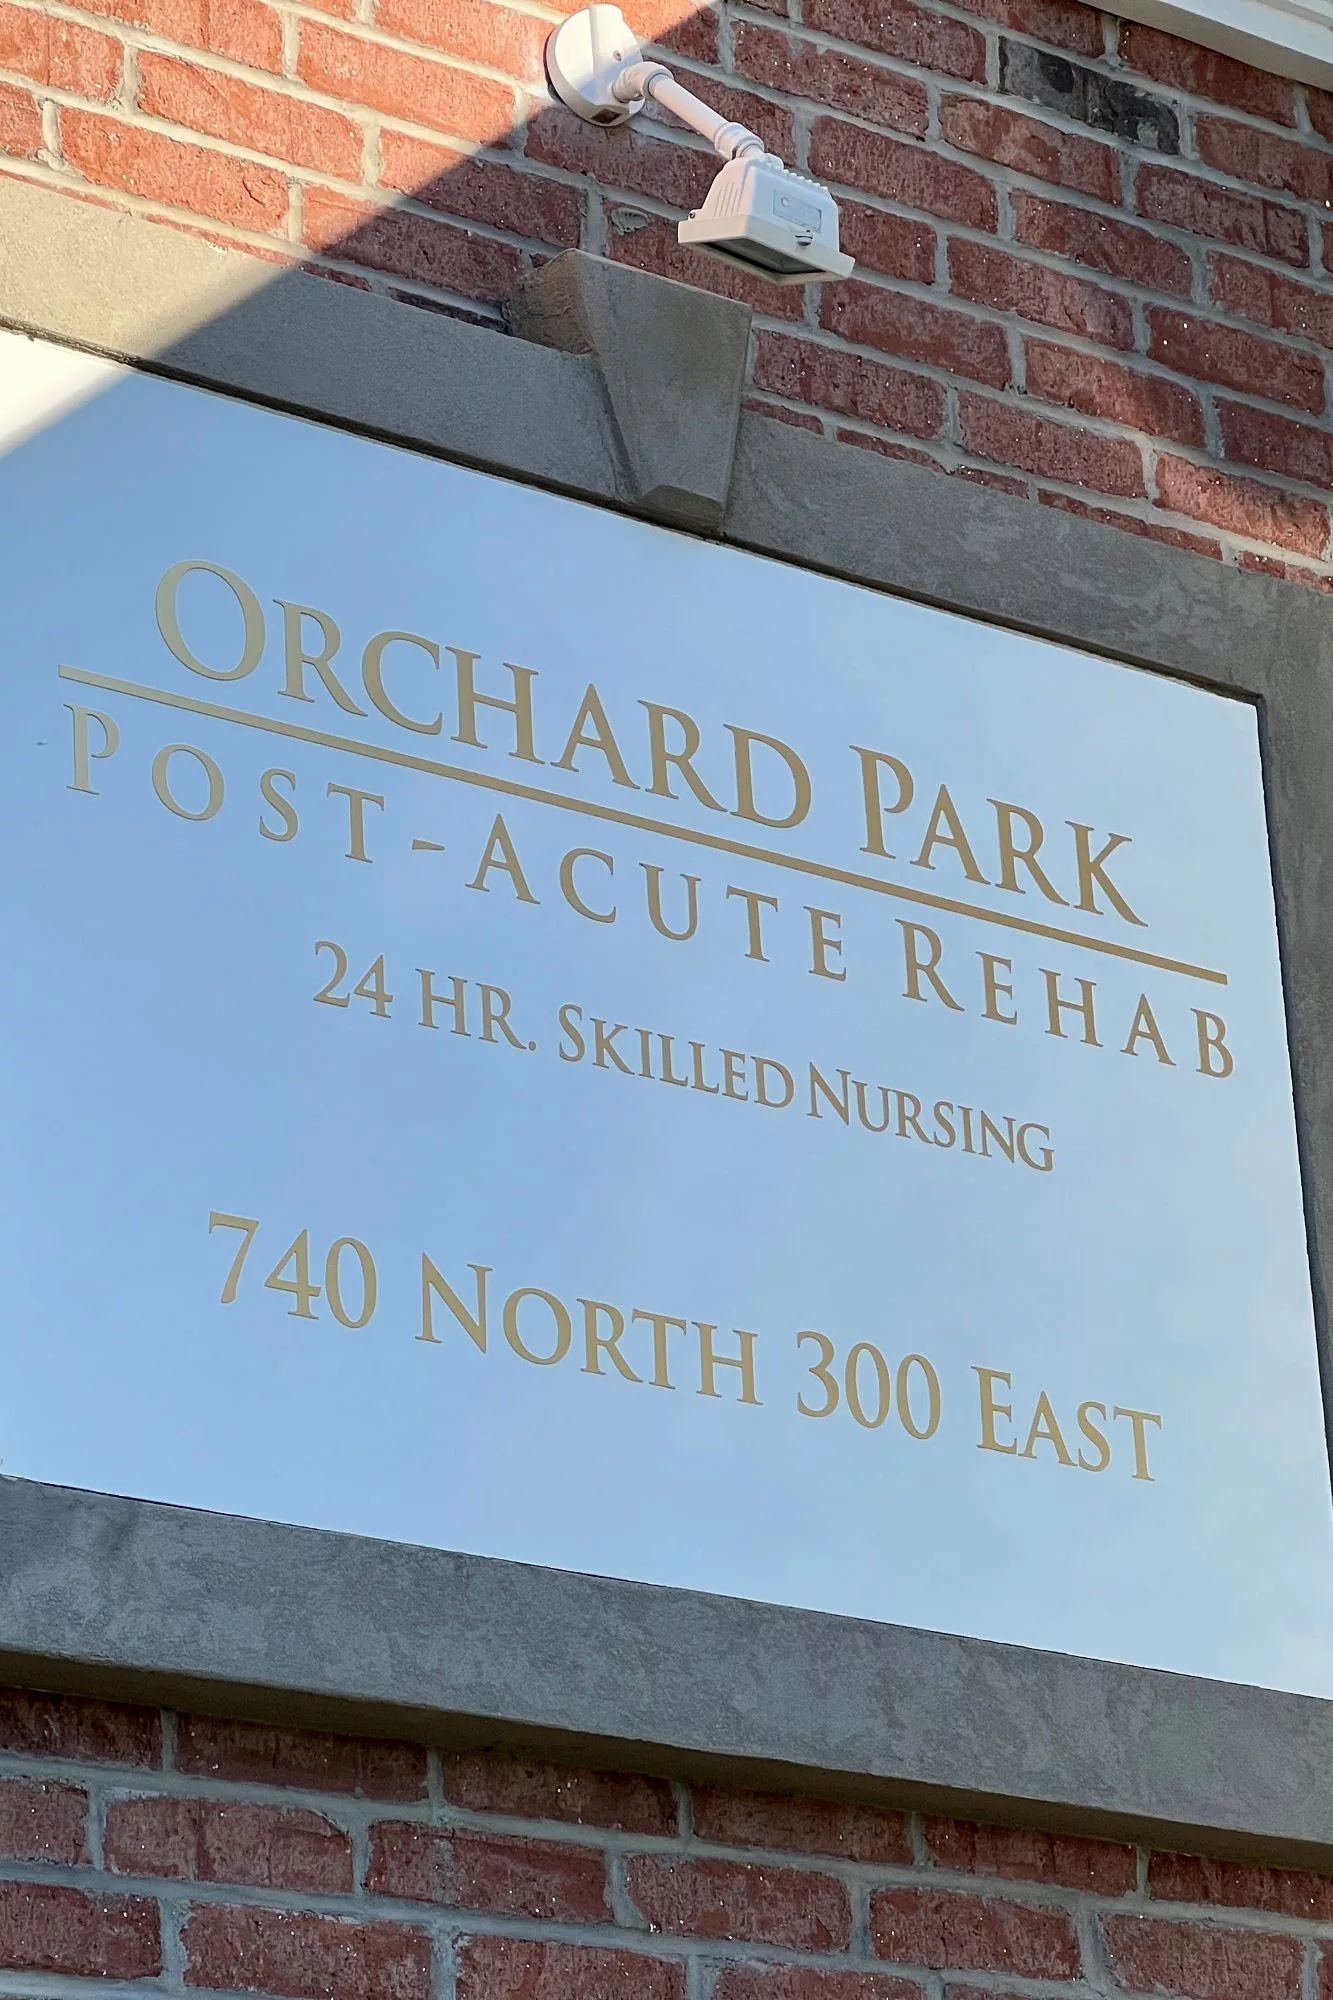 ORCHARD PARK
POST-ACUTE REHAB
24 HR. SKILLED NURSING
740 NORTH 300 EAST